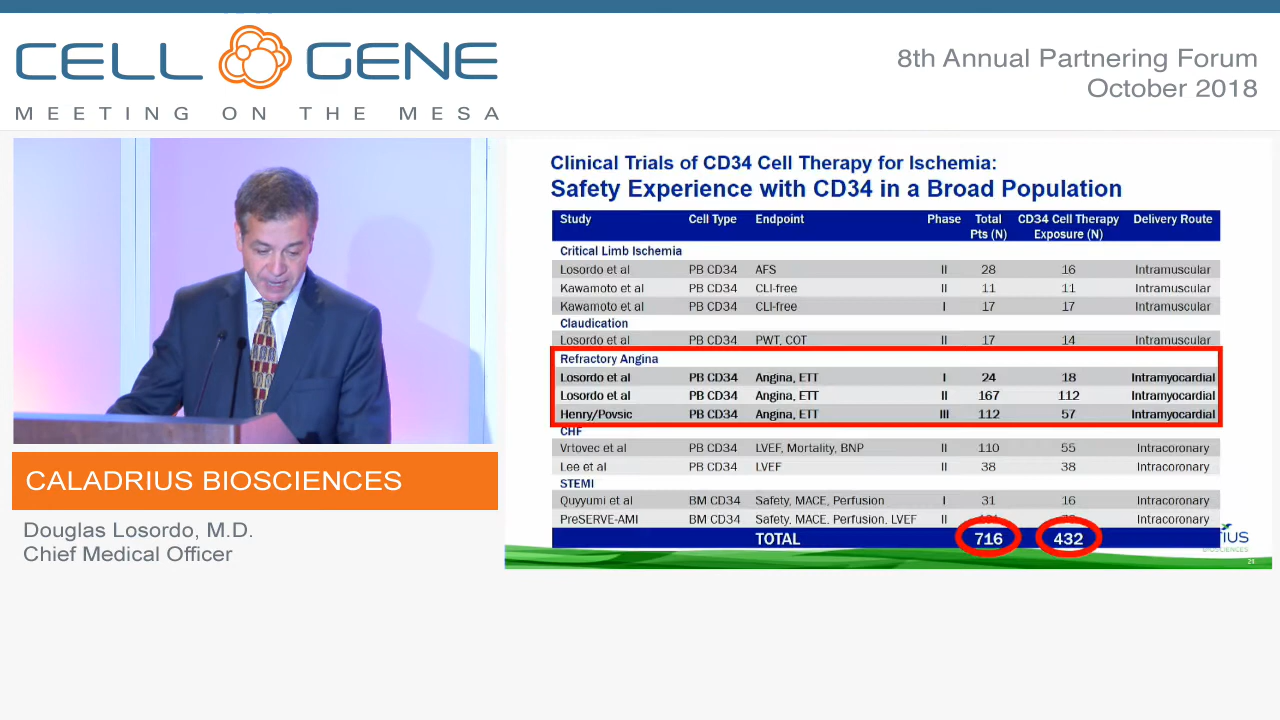 CELL GENE
MEETING ON THE MESA
8th Annual Partnering Forum
October 2018
Clinical Trials of CD34 Cell Therapy for Ischemia:
Safety Experience with CD34 in a Broad Population
Study Cell Type Endpoint Phase Total Pts (N) CD34 Cell Therapy Exposure (N) Delivery Route
Critical Limb Ischemia
Losordo et al PB CD34 AFS II 28 16 Intramuscular
Kawamoto et al PB CD34 CLI-free II 11 11 Intramuscular
Kawamoto et al PB CD34 CLI-free I 17 17 Intramuscular
Claudication
Losordo et al PB CD34 PWT, COT II 17 14 Intramuscular
Refractory Angina
Losordo et al PB CD34 Angina, ETT I 24 18 Intramyocardial
Losordo et al PB CD34 Angina, ETT II 167 112 Intramyocardial
Henry/Povsic PB CD34 Angina, ETT III 112 57 Intramyocardial
CHF
Vrtovec et al PB CD34 LVEF, Mortality, BNP II 110 55 Intracoronary
Lee et al PB CD34 LVEF II 38 38 Intracoronary
STEMI
Quyyumi et al BM CD34 Safety, MACE, Perfusion I 31 16 Intracoronary
PreSERVE-AMI BM CD34 Safety, MACE, Perfusion, LVEF II Intracoronary
TOTAL 716 432
BIOSCIENCES
21
CALADRIUS BIOSCIENCES
Douglas Losordo, M.D.
Chief Medical Officer